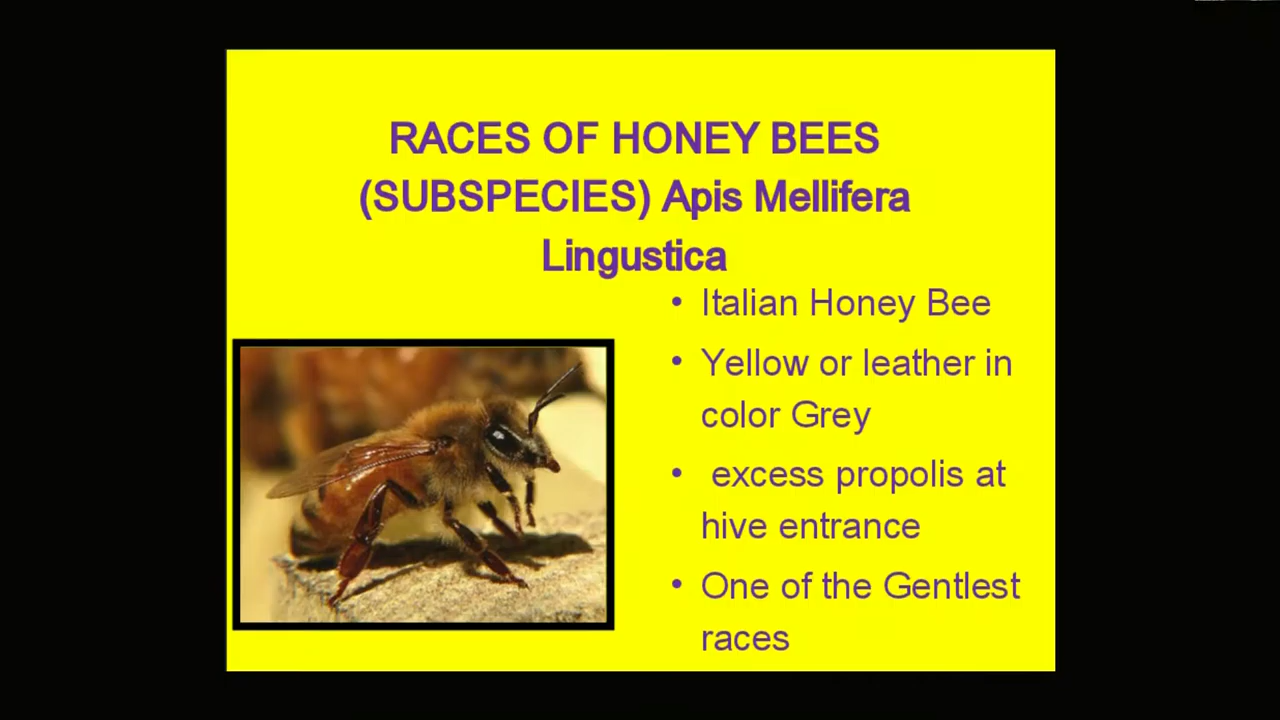 RACES OF HONEY BEES
(SUBSPECIES) Apis Mellifera
Lingustica
• Italian Honey Bee
• Yellow or leather in
color Grey
• excess propolis at
hive entrance
• One of the Gentlest
races